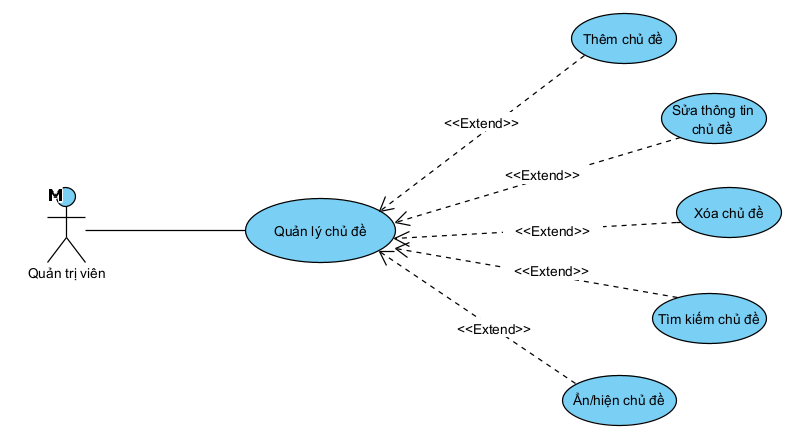 Thêm chủ đề
<<Extend>>
Sửa thông tin
chủ đề
<<Extend>>
M
Xóa chủ đề
Quản lý chủ đề
<<Extend>>
Quản trị viên
<<Extend>>
Tìm kiếm chủ đề
<<Extend>>
Ẩn/hiện chủ đề